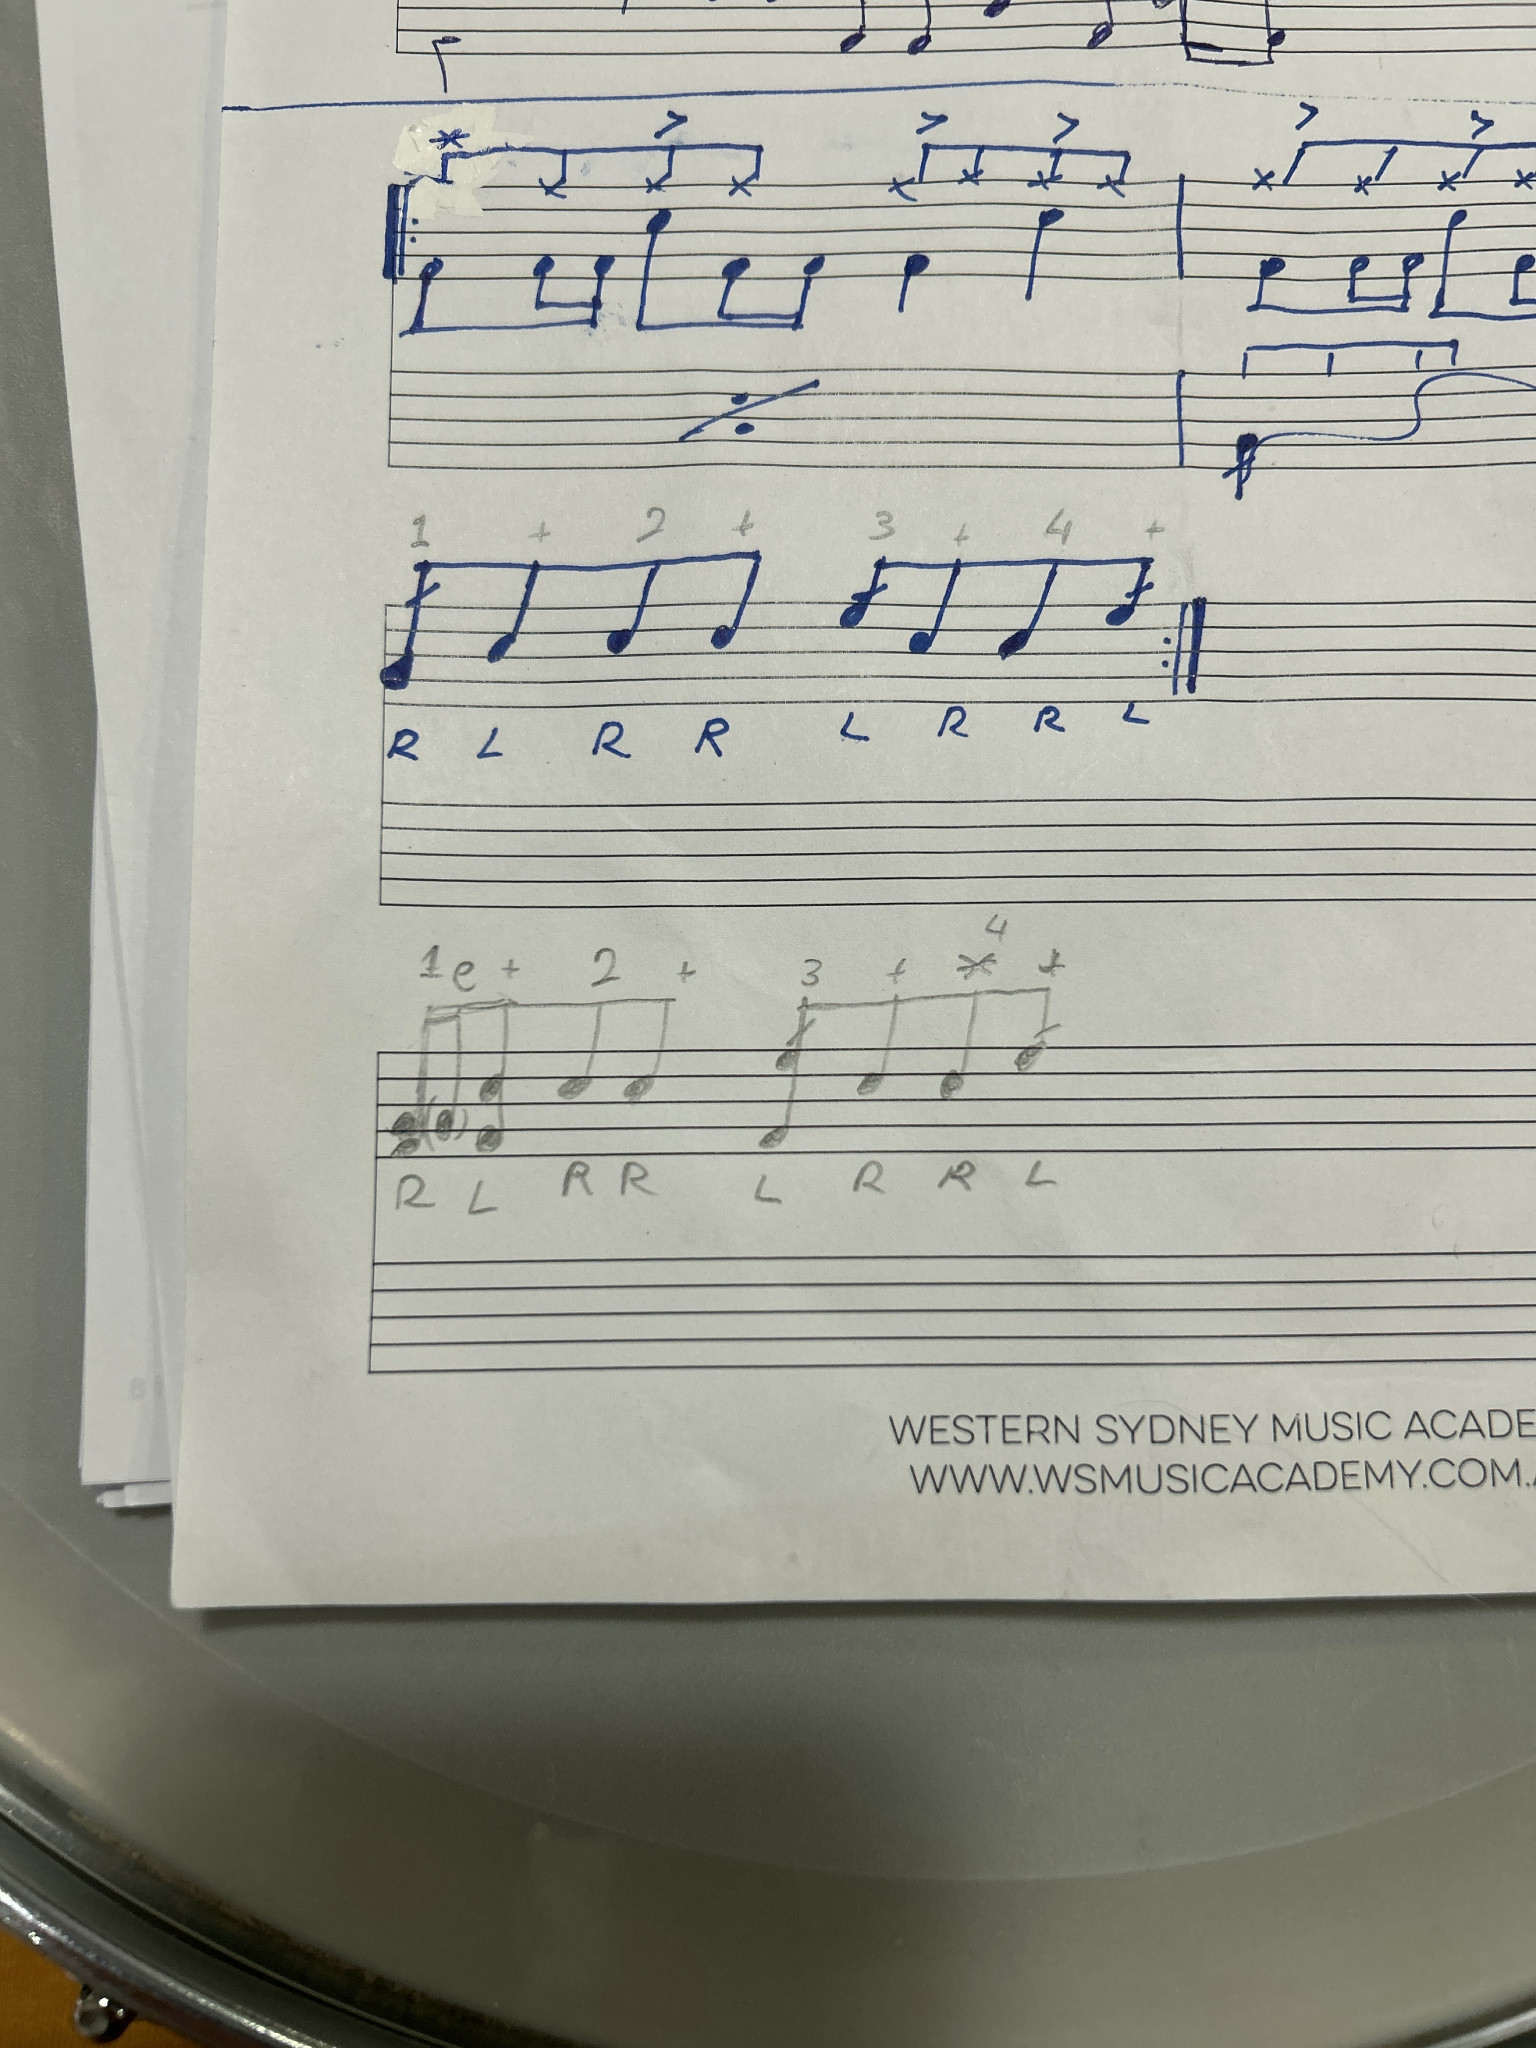 1 + 2 + 3 + 4 +
R L R R L R R L
4
1 e + 2 + 3 + +
R L R R L R R L
WESTERN SYDNEY MUSIC ACADE
WWW.WSMUSICACADEMY.COM.